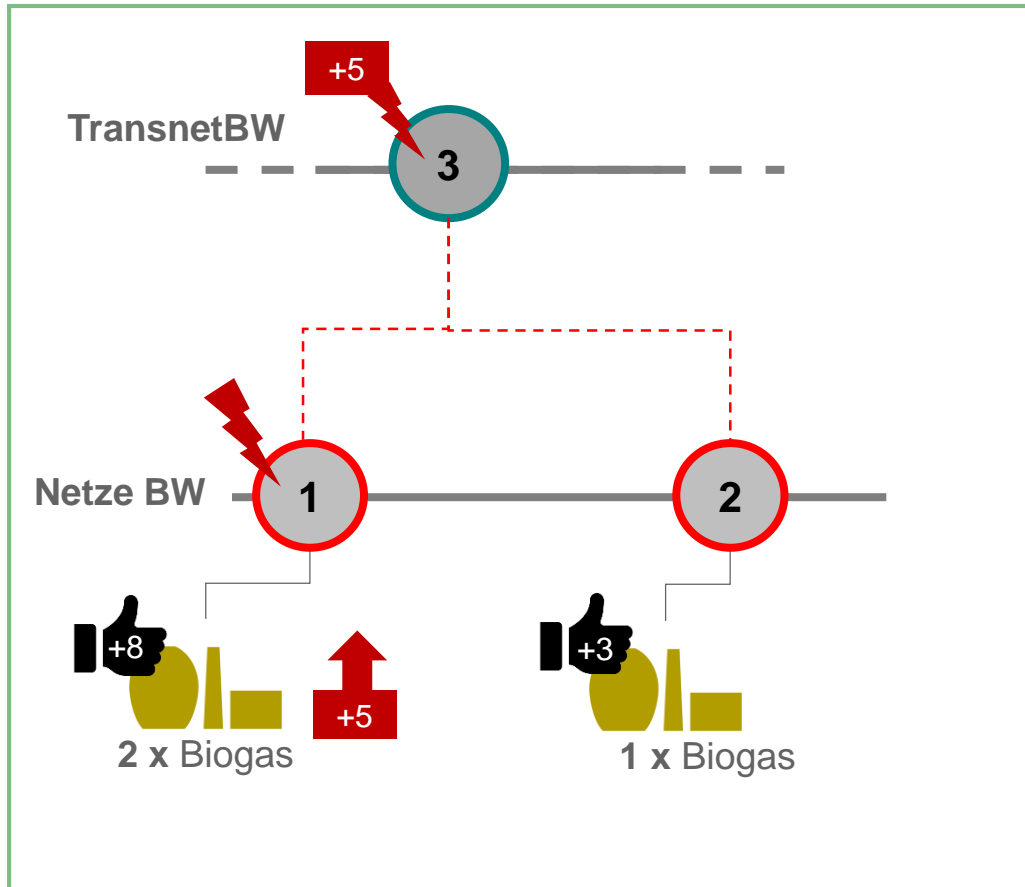 +5
TransnetBW
3
Netze BW
1
2
+8
+5
+3
2 x Biogas
1 x Biogas